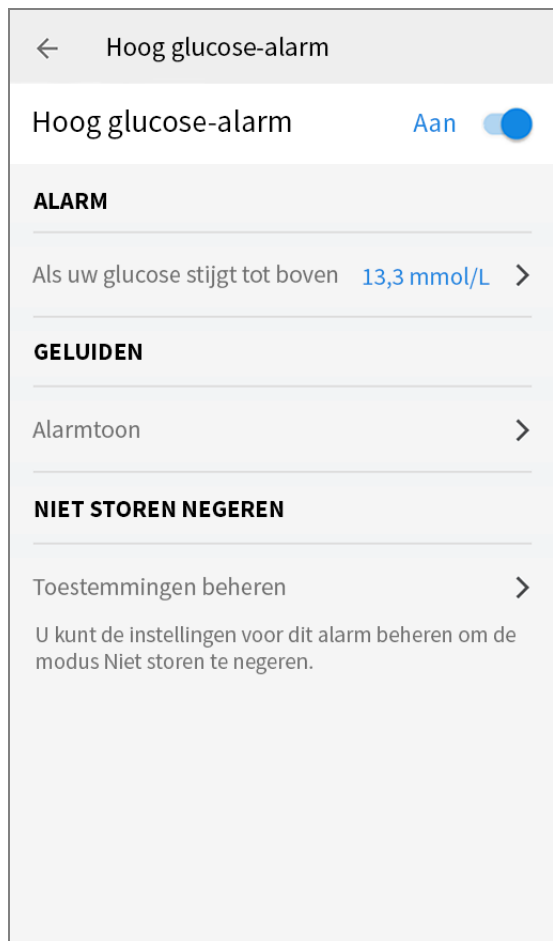 Hoog glucose-alarm
Hoog glucose-alarm Aan
ALARM
Als uw glucose stijgt tot boven 13,3 mmol/L
GELUIDEN
Alarmtoon
NIET STOREN NEGEREN
Toestemmingen beheren
U kunt de instellingen voor dit alarm beheren om de
modus Niet storen te negeren.